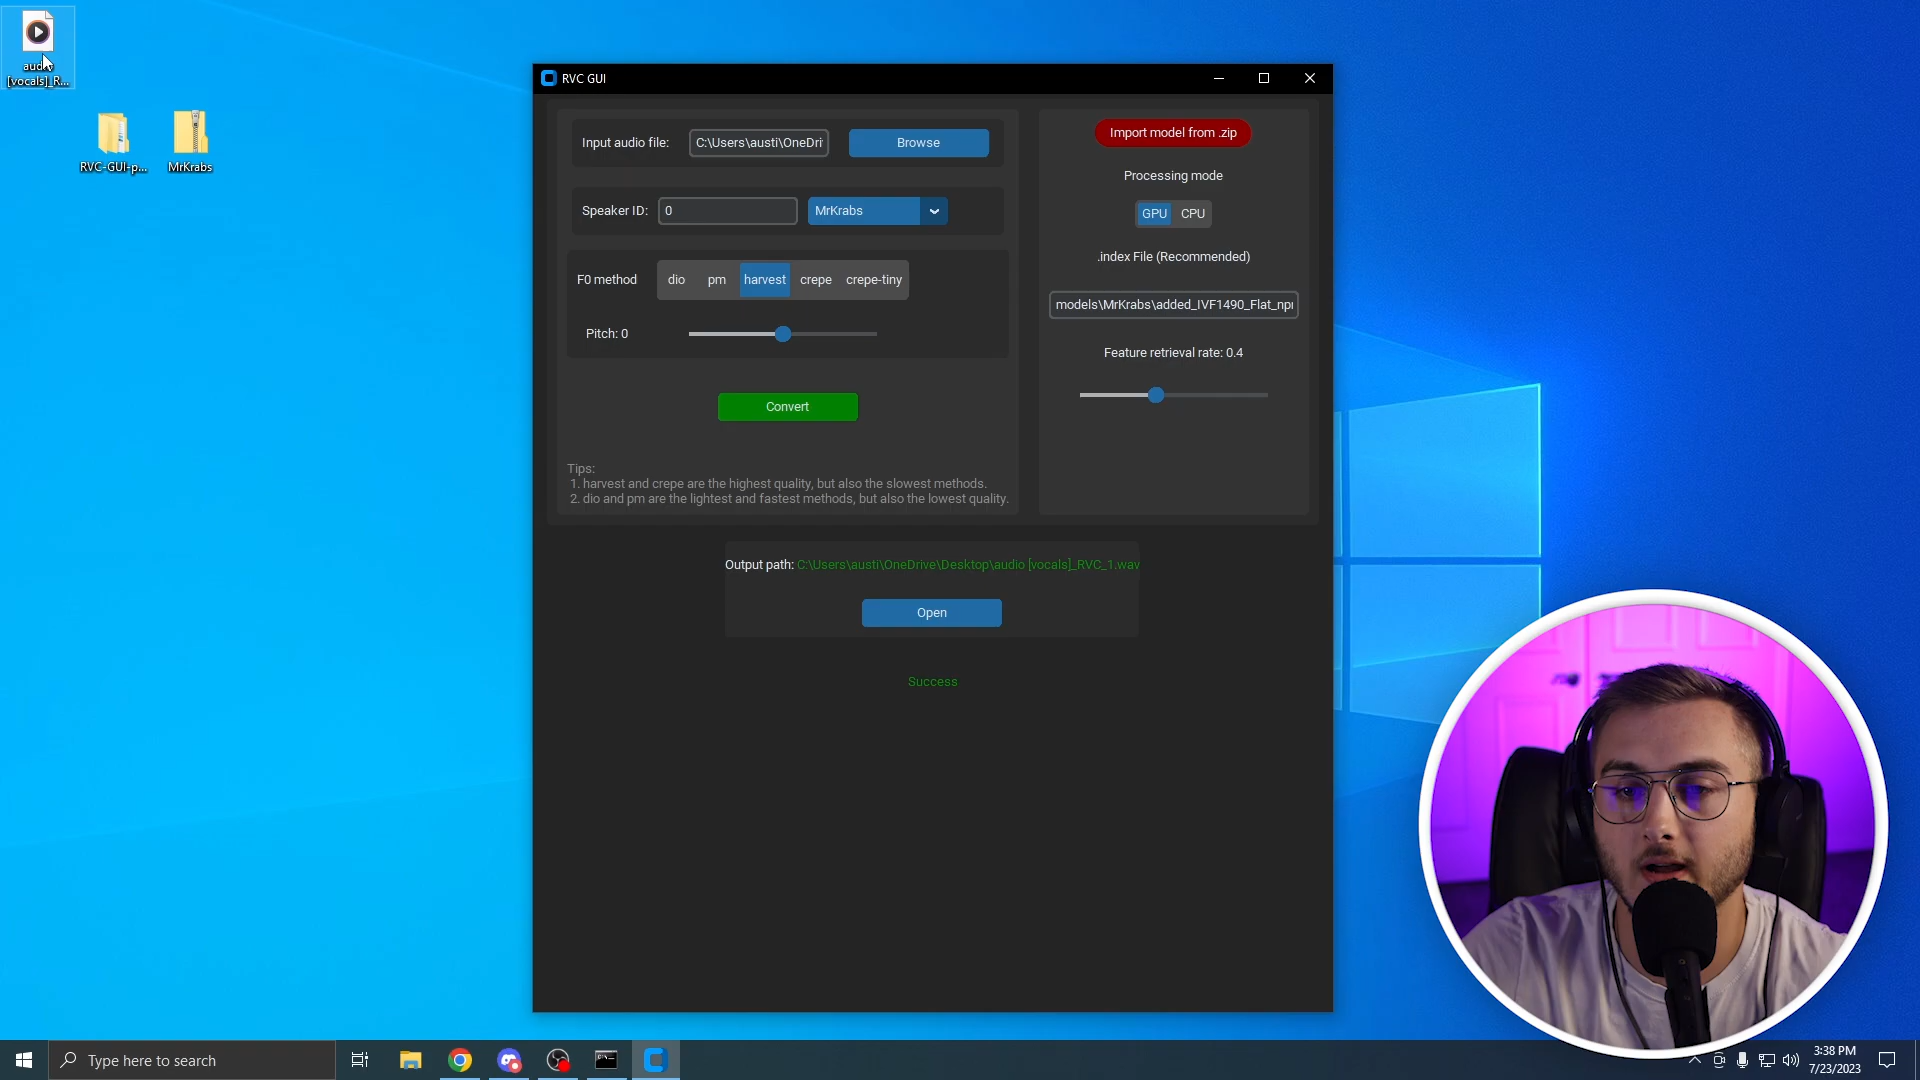 [vocals]_R...
RVC-GUI-p...
MrKrabs
RVC GUI
Input audio file:
C:\Users\austi\OneDri
Browse
Speaker ID:
0
MrKrabs
F0 method
dio
pm
harvest
crepe
crepe-tiny
Pitch: 0
Convert
Tips:
1. harvest and crepe are the highest quality, but also the slowest methods.
2. dio and pm are the lightest and fastest methods, but also the lowest quality.
Import model from .zip
Processing mode
GPU
CPU
.index File (Recommended)
models\MrKrabs\added_IVF1490_Flat_npr
Feature retrieval rate: 0.4
Output path: C:\Users\austi\OneDrive\Desktop\audio [vocals]_RVC_1.wav
Open
Success
Type here to search
3:38 PM
7/23/2023